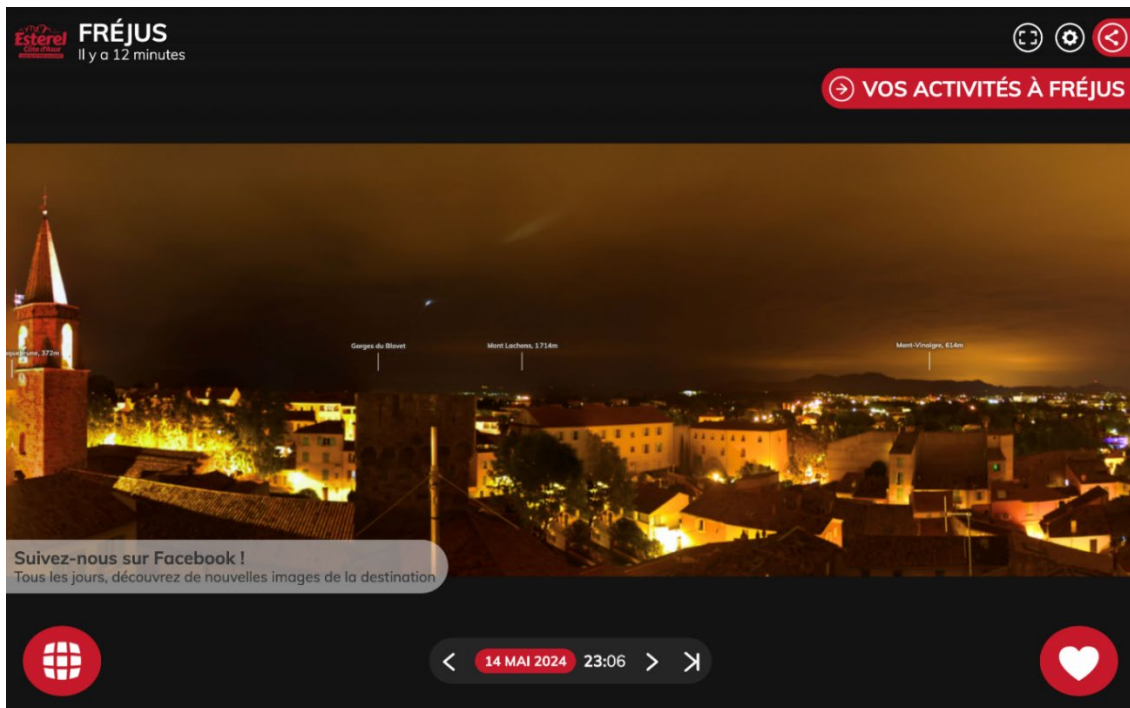 Esterel
Côte d'Azur
FRÉJUS
Il y a 12 minutes
VOS ACTIVITÉS À FRÉJUS
372m
Gorges du Blavet
Mont Lachens, 1714m
Mont-Vinaigre, 614m
Suivez-nous sur Facebook !
Tous les jours, découvrez de nouvelles images de la destination
14 MAI 2024 23:06